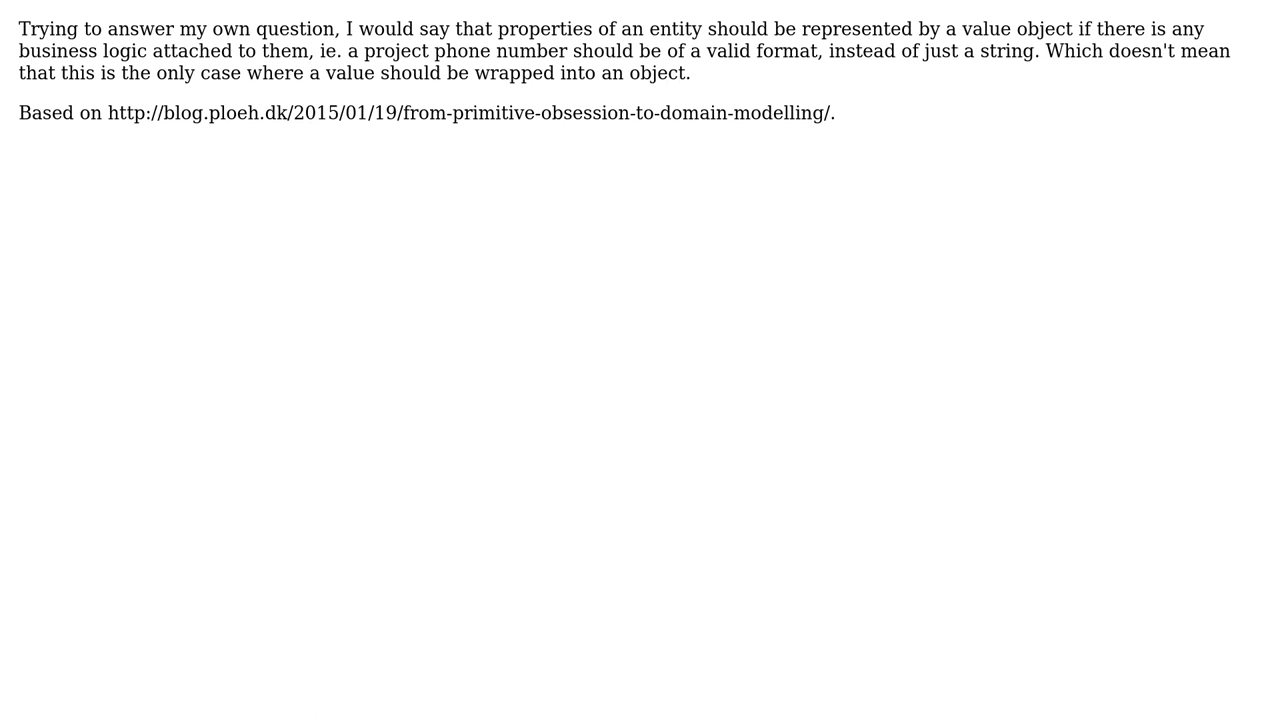 Trying to answer my own question, I would say that properties of an entity should be represented by a value object if there is any
business logic attached to them, ie. a project phone number should be of a valid format, instead of just a string. Which doesn't mean
that this is the only case where a value should be wrapped into an object.
Based on http://blog.ploeh.dk/2015/01/19/from-primitive-obsession-to-domain-modelling/.